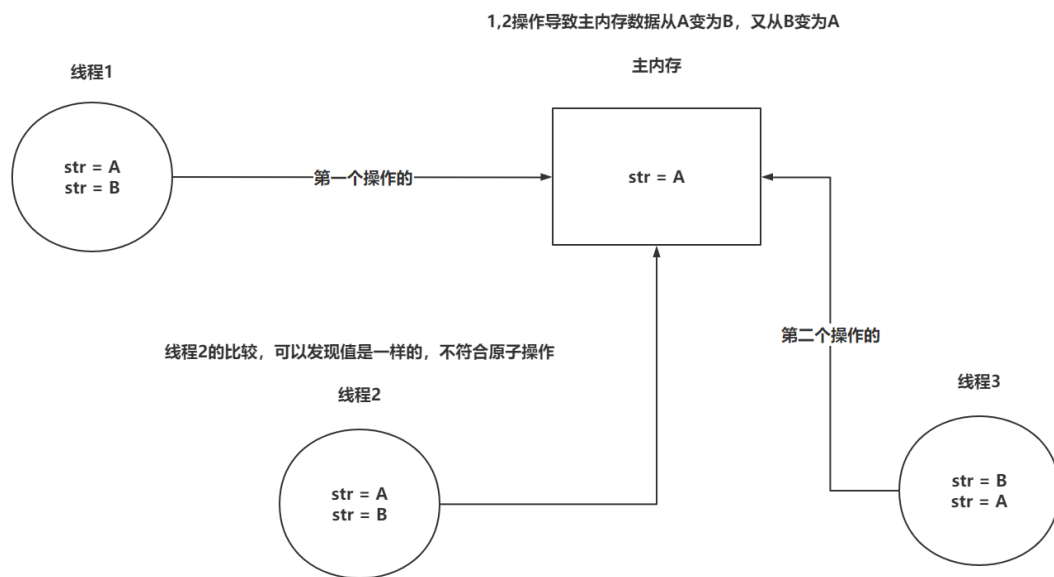 1,2操作导致主内存数据从A变为B，又从B变为A
主内存
线程1
str = A
str = B
第一个操作的
str = A
第二个操作的
线程2的比较，可以发现值是一样的，不符合原子操作
线程2
str = A
str = B
线程3
str = B
str = A